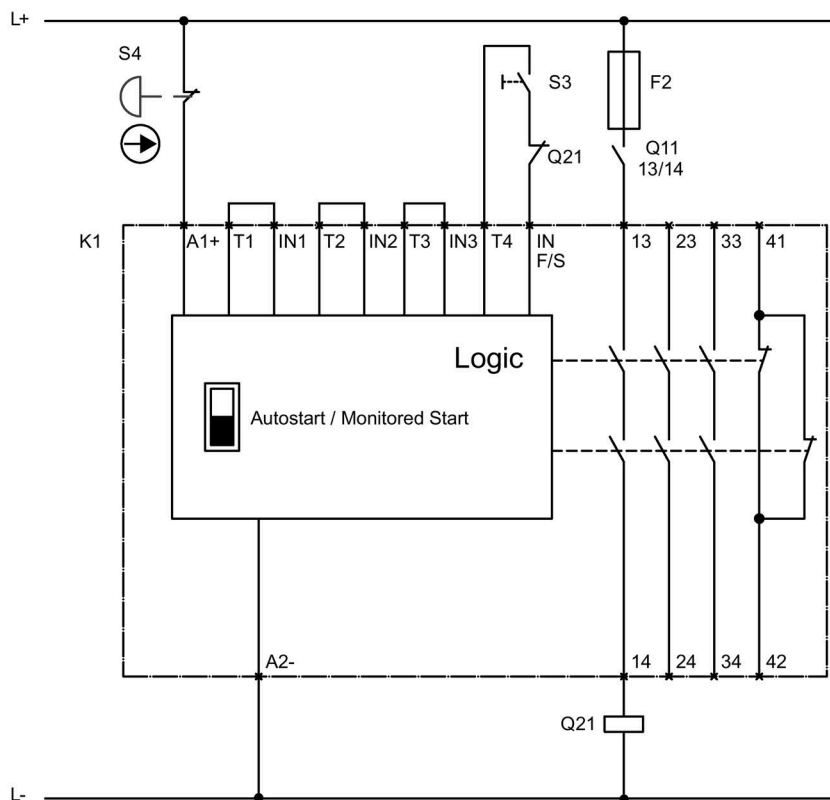 L+
S4
S3
F2
Q21
Q11
13/14
K1
A1+ T1 IN1 T2 IN2 T3 IN3 T4 IN 13 23 33 41
F/S
Logic
Autostart / Monitored Start
A2- 14 24 34 42
Q21
L-